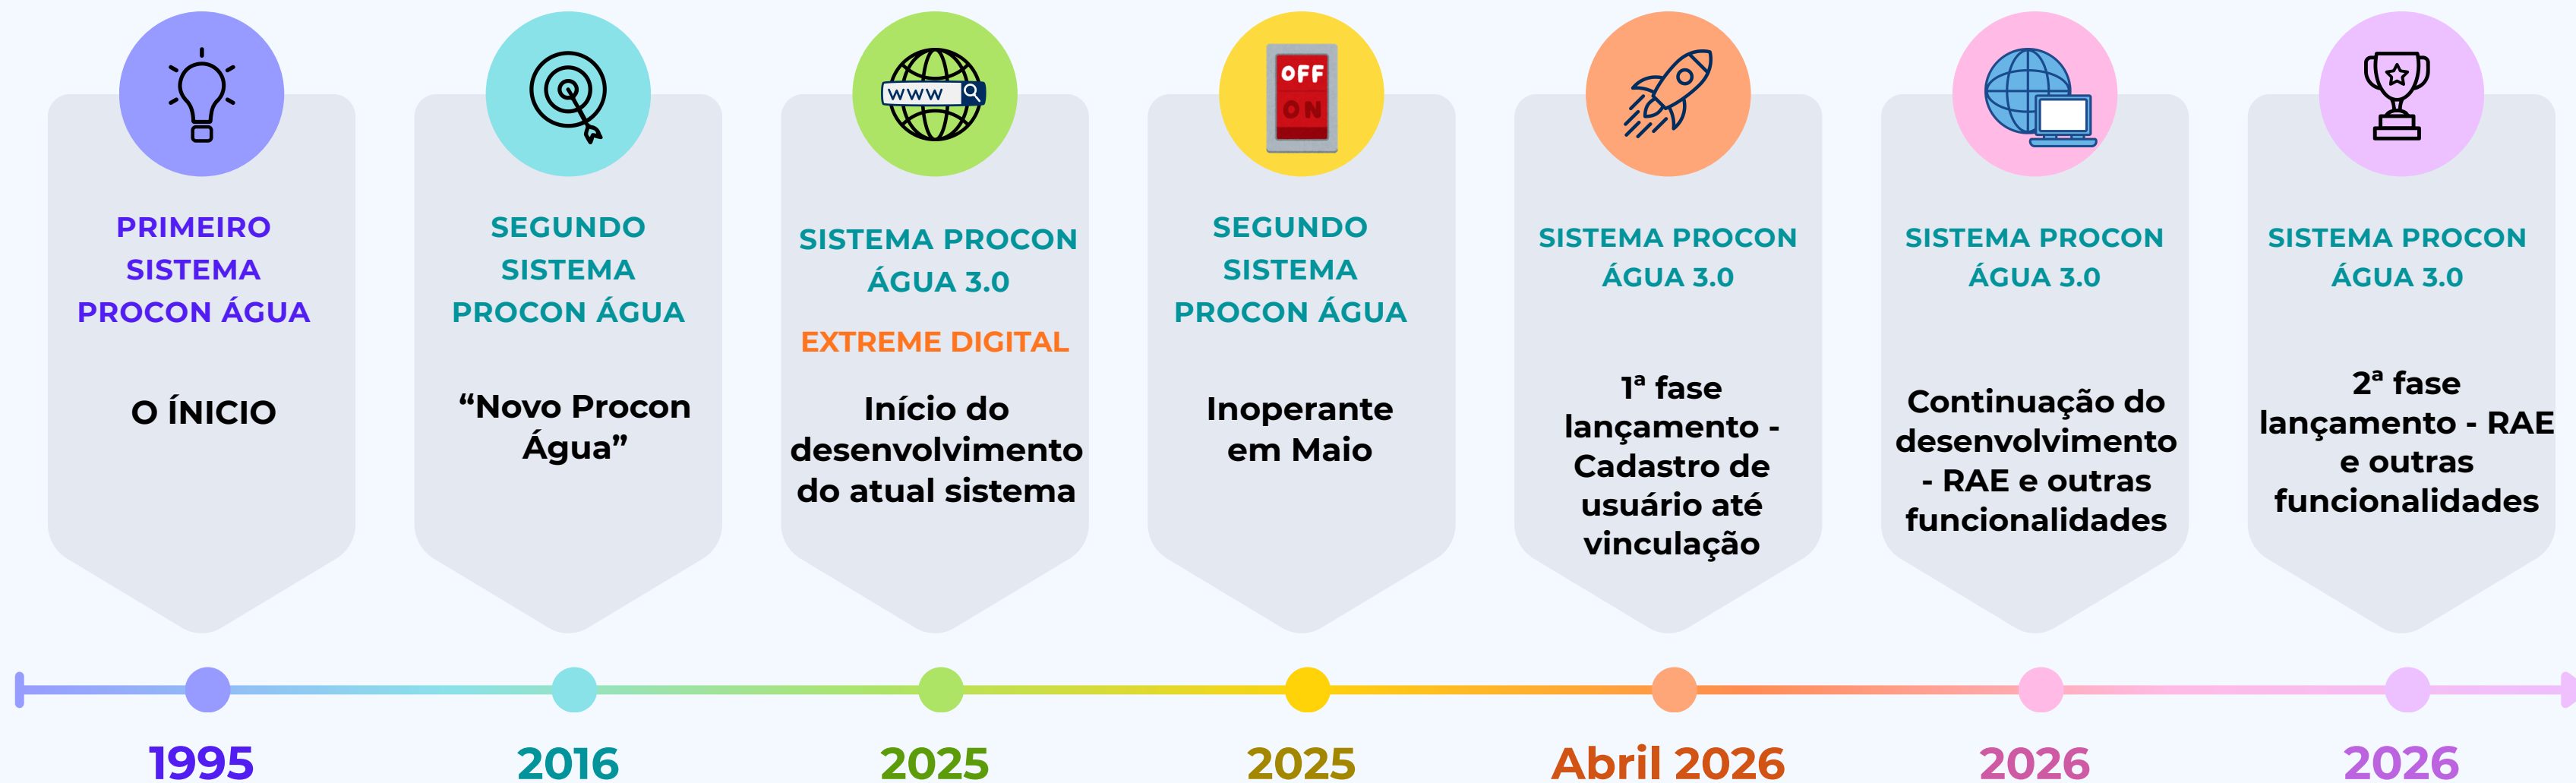 PRIMEIRO
SISTEMA
PROCON ÁGUA
O ÍNICIO
1995
SEGUNDO
SISTEMA
PROCON ÁGUA
“Novo Procon
Água”
2016
WWW
SISTEMA PROCON
ÁGUA 3.0
EXTREME DIGITAL
Início do
desenvolvimento
do atual sistema
2025
OFF
ON
SEGUNDO
SISTEMA
PROCON ÁGUA
Inoperante
em Maio
2025
SISTEMA PROCON
ÁGUA 3.0
1ª fase
lançamento -
Cadastro de
usuário até
vinculação
Abril 2026
SISTEMA PROCON
ÁGUA 3.0
Continuação do
desenvolvimento
- RAE e outras
funcionalidades
2026
SISTEMA PROCON
ÁGUA 3.0
2ª fase
lançamento - RAE
e outras
funcionalidades
2026